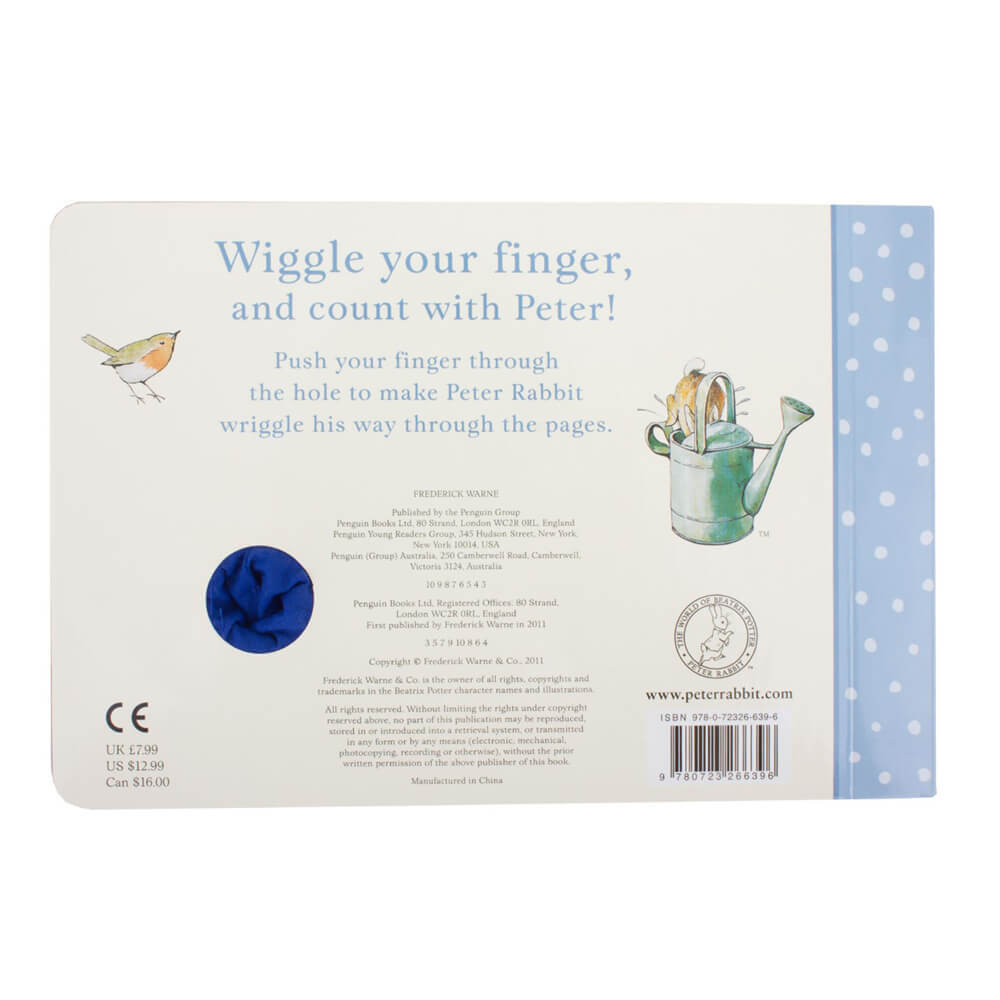 Wiggle your finger,
and count with Peter!
Push your finger through
the hole to make Peter Rabbit
wriggle his way through the pages.
TM
FREDERICK WARNE
Published by the Penguin Group
Penguin Books Ltd, 80 Strand, London WC2R 0RL, England
Penguin Young Readers Group, 345 Hudson Street, New York,
New York 10014, USA
Penguin (Group) Australia, 250 Camberwell Road, Camberwell,
Victoria 3124, Australia
10 9 8 7 6 5 4 3
Penguin Books Ltd, Registered Offices: 80 Strand,
London WC2R 0RL, England
First published by Frederick Warne in 2011
3 5 7 9 10 8 6 4
Copyright © Frederick Warne & Co., 2011
Frederick Warne & Co. is the owner of all rights, copyrights and
trademarks in the Beatrix Potter character names and illustrations.
All rights reserved. Without limiting the rights under copyright
reserved above, no part of this publication may be reproduced,
stored in or introduced into a retrieval system, or transmitted
in any form or by any means (electronic, mechanical,
photocopying, recording or otherwise), without the prior
written permission of the above publisher of this book.
Manufactured in China
CE
UK £7.99
US $12.99
Can $16.00
THE WORLD OF BEATRIX POTTER
PETER RABBIT
TM
www.peterrabbit.com
ISBN 978-0-72326-639-6
9 780723 266396